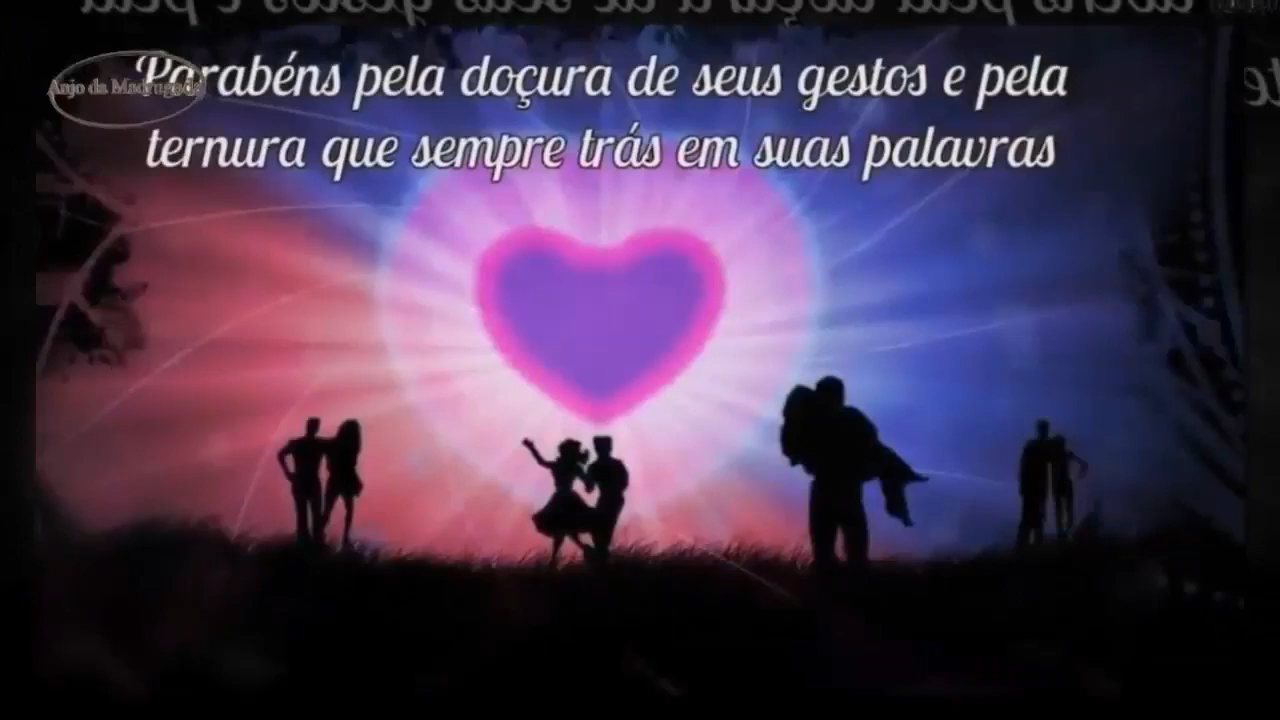 Anjo da Madrugada
Parabéns pela doçura de seus gestos e pela
ternura que sempre trás em suas palavras